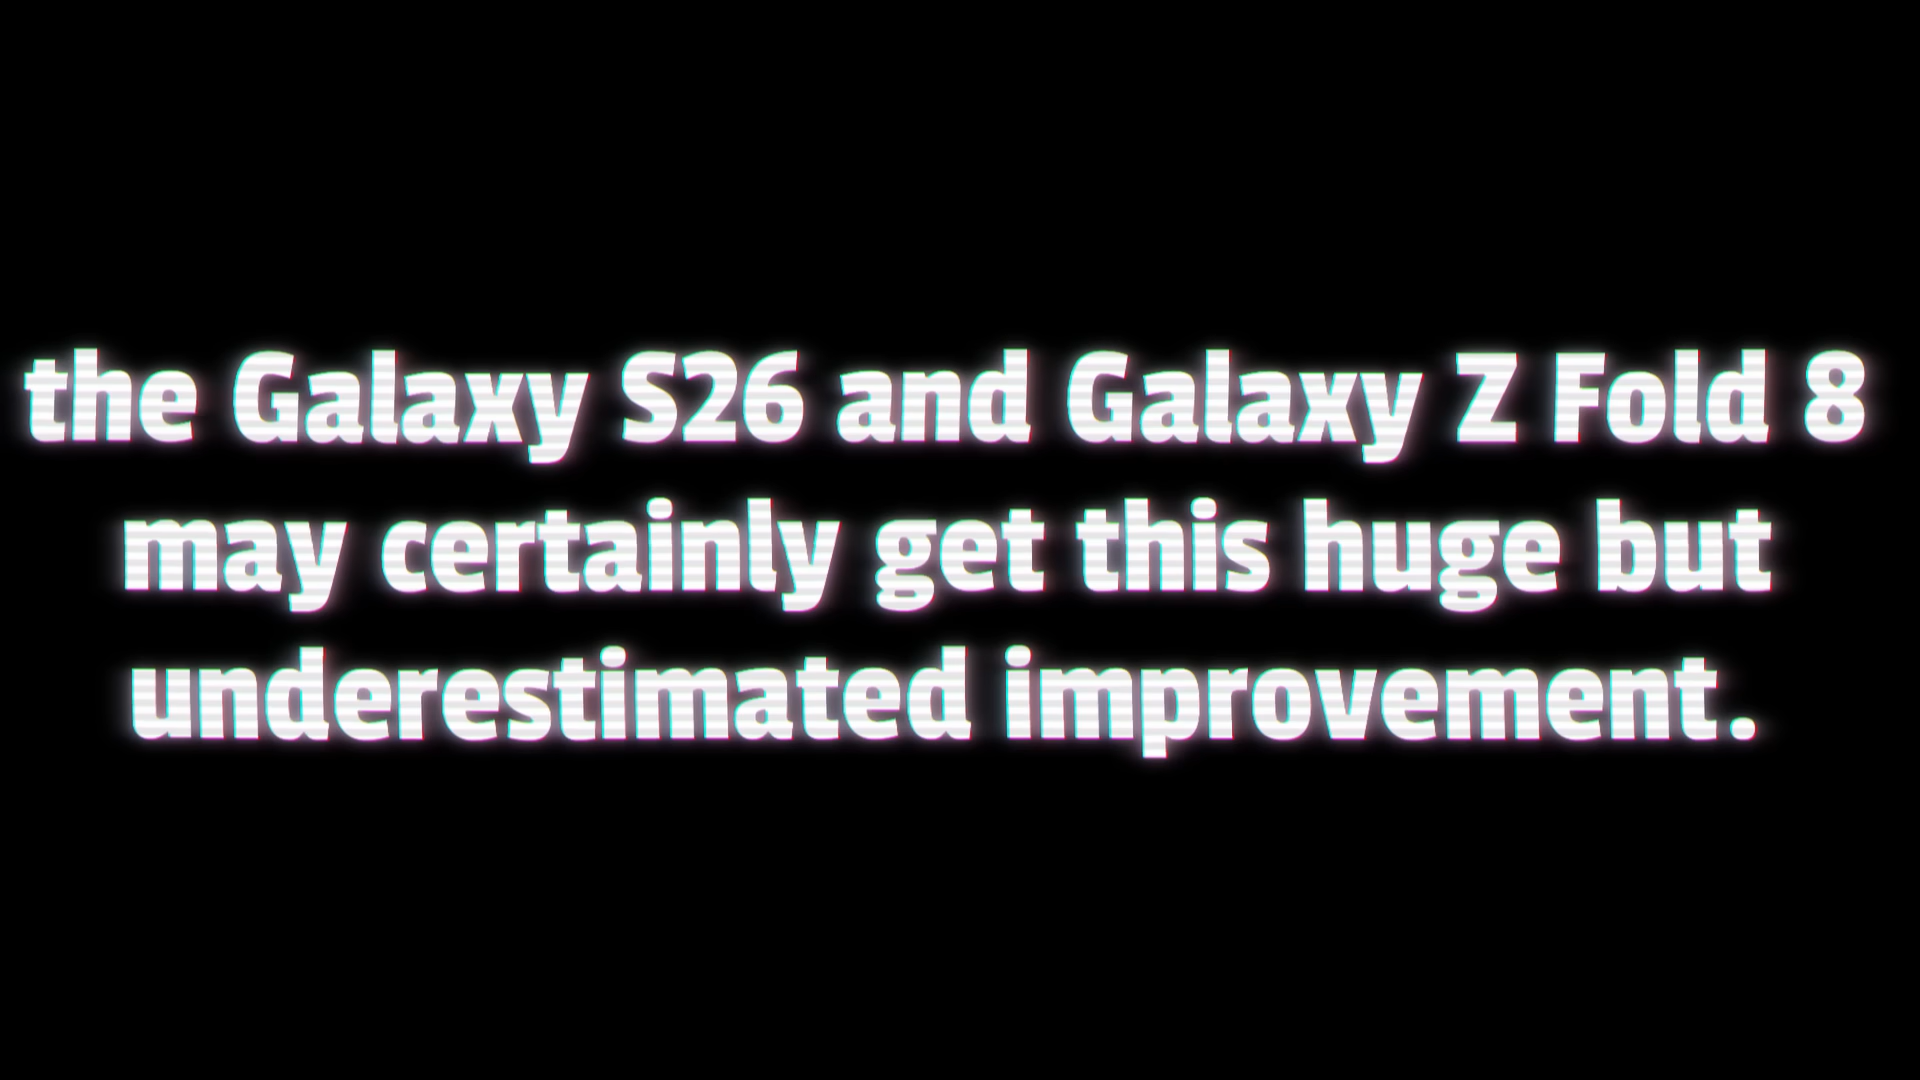 the Galaxy S26 and Galaxy Z Fold 8
may certainly get this huge but
underestimated improvement.